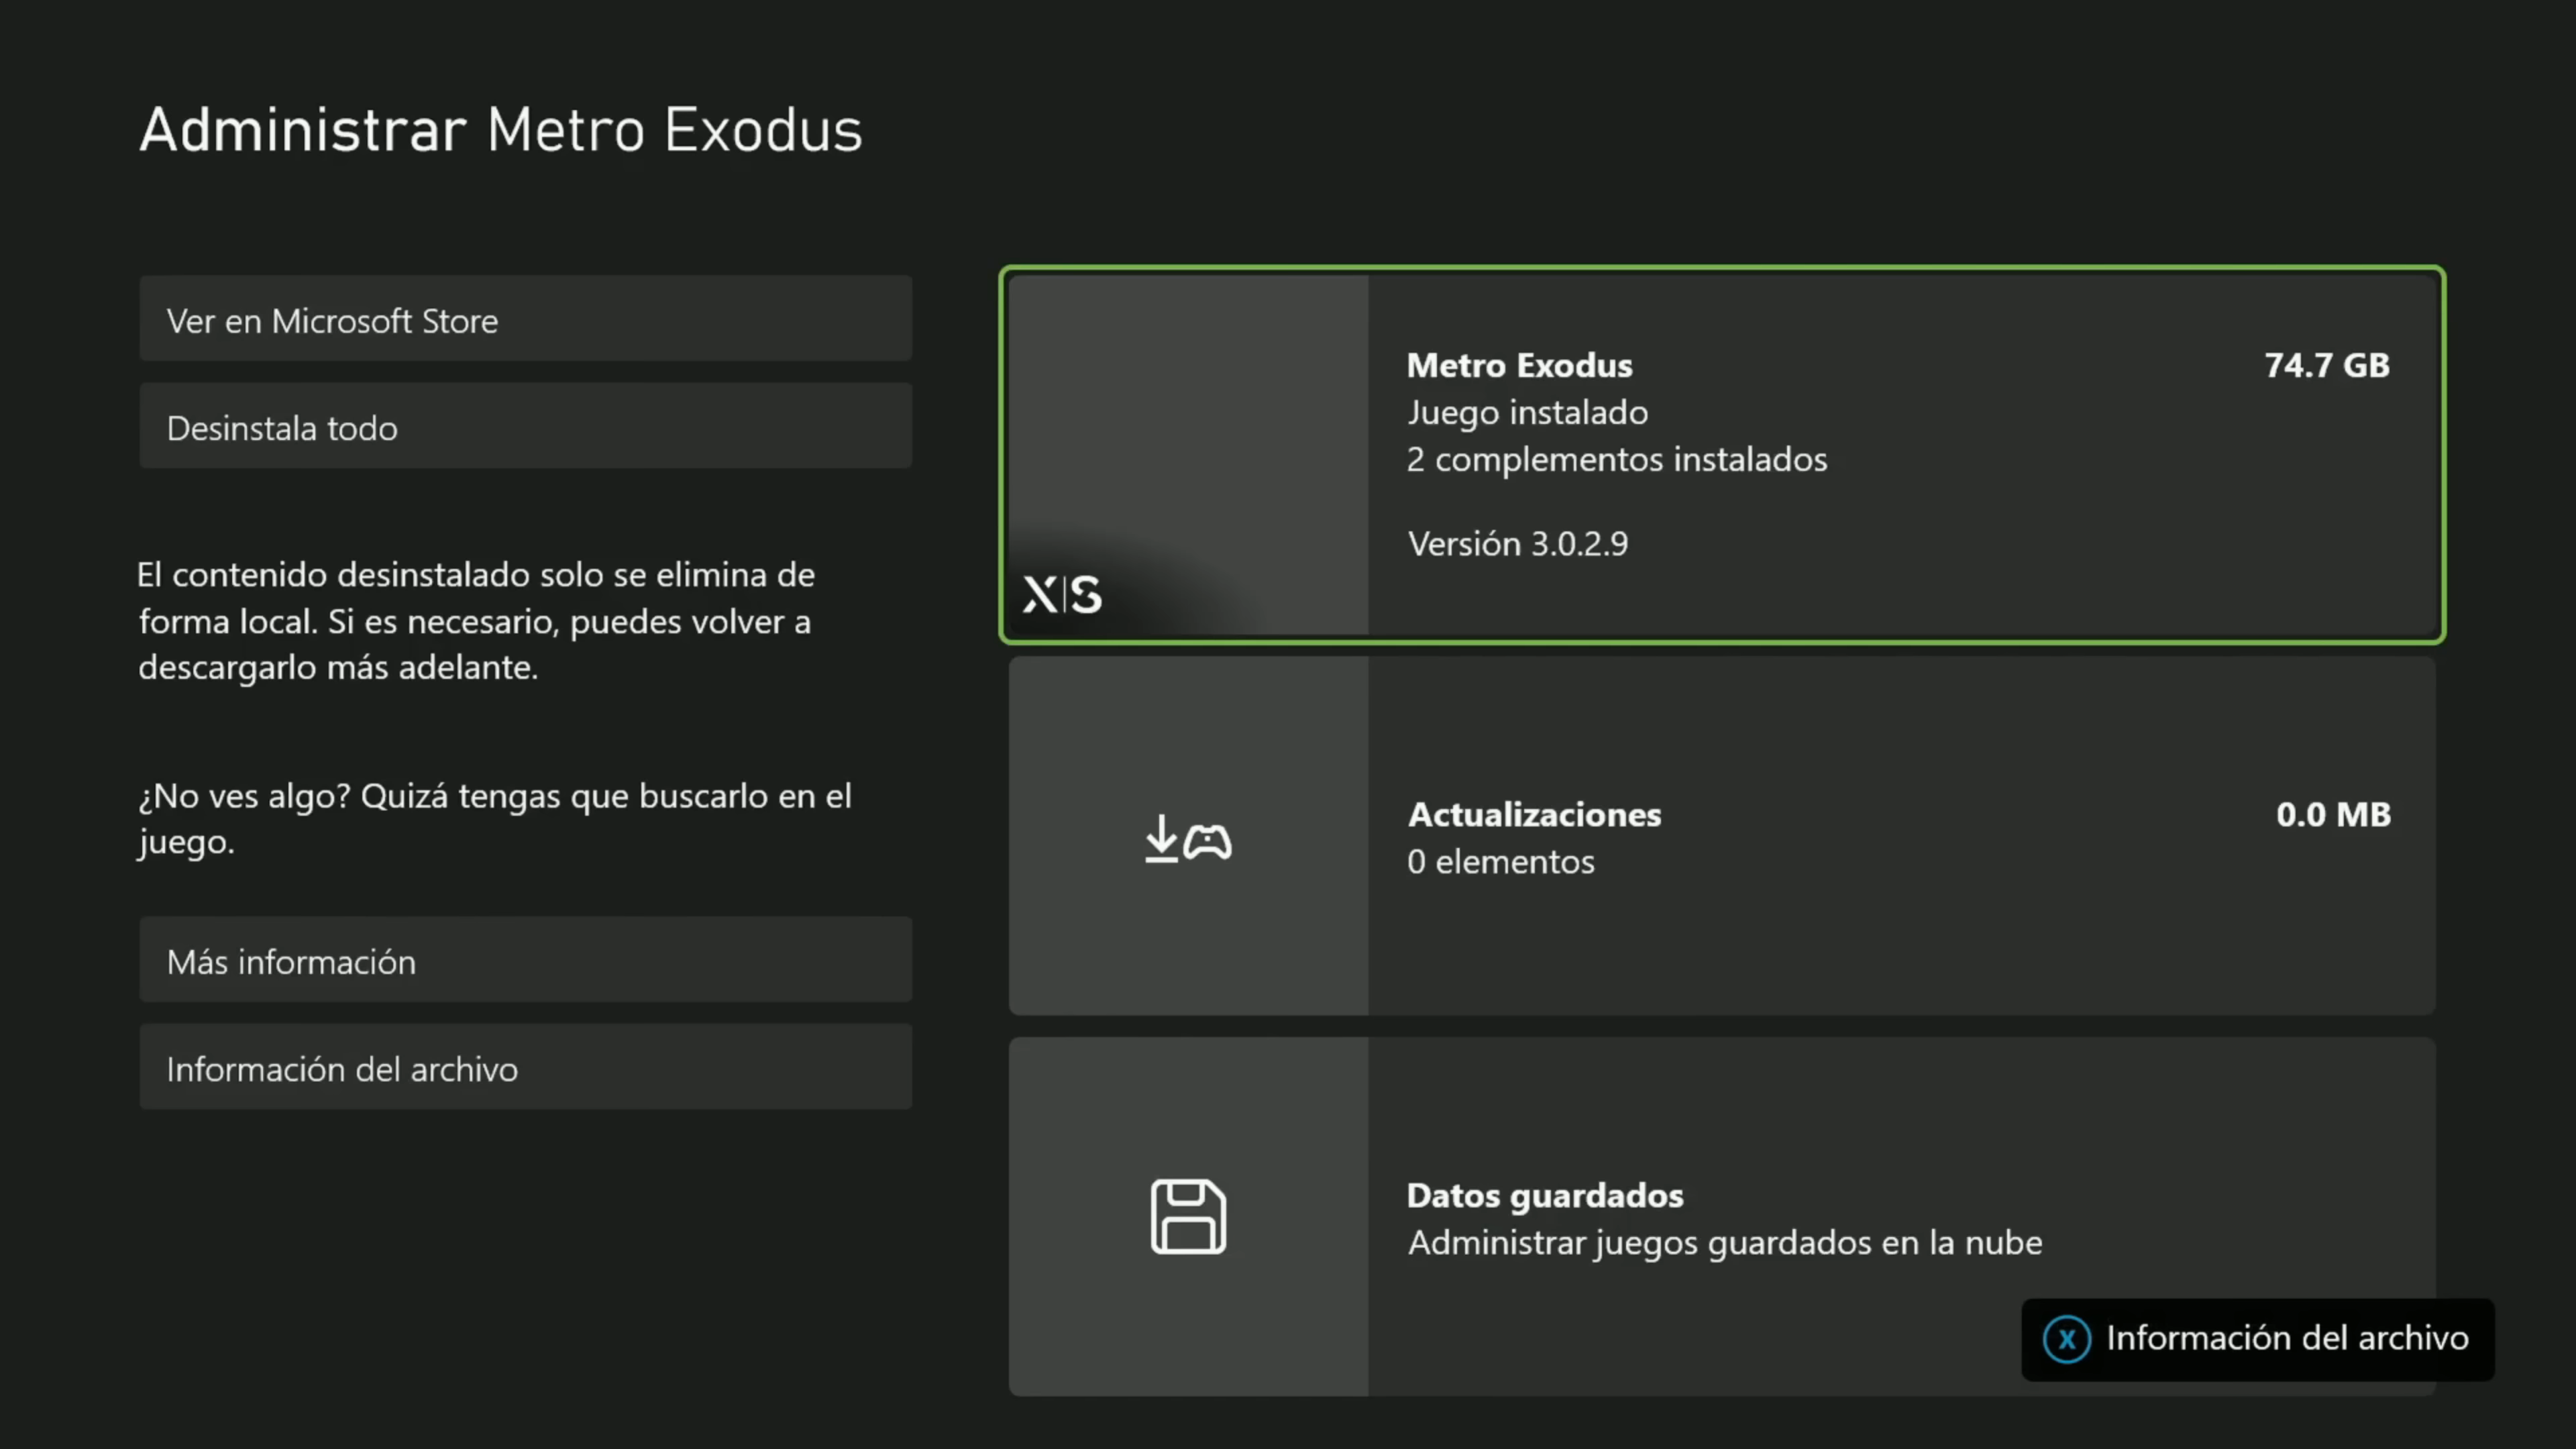 Administrar Metro Exodus
Ver en Microsoft Store
Desinstala todo
El contenido desinstalado solo se elimina de
forma local. Si es necesario, puedes volver a
descargarlo más adelante.
¿No ves algo? Quizá tengas que buscarlo en el
juego.
Más información
Información del archivo
Metro Exodus 74.7 GB
Juego instalado
2 complementos instalados
Versión 3.0.2.9
X|S
Actualizaciones 0.0 MB
0 elementos
Datos guardados
Administrar juegos guardados en la nube
X Información del archivo